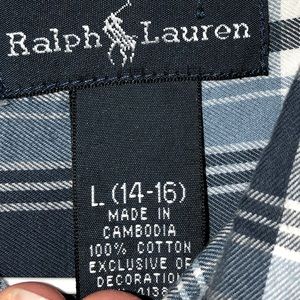 Ralph Lauren
L (14-16)
MADE IN
CAMBODIA
100% COTTON
EXCLUSIVE OF
DECORATION